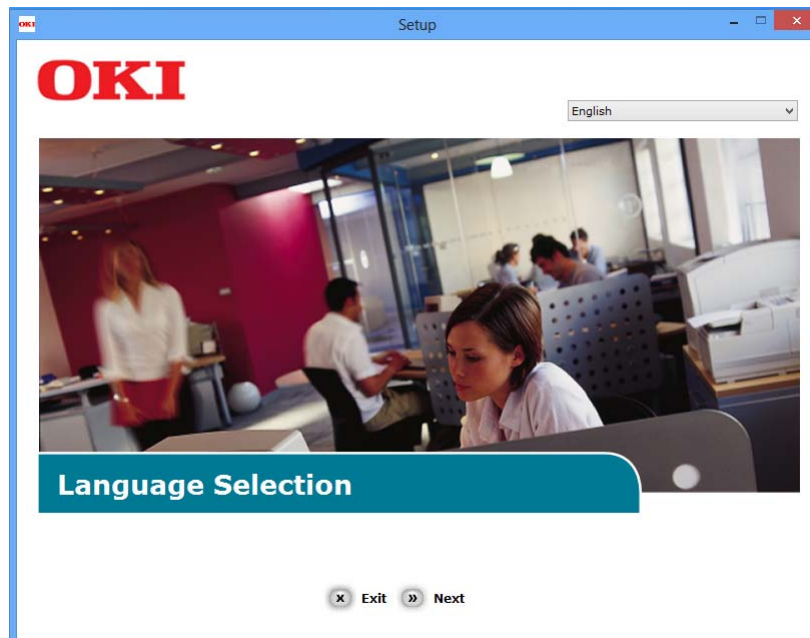 OKI
Setup
OKI
English
Language Selection
x Exit » Next